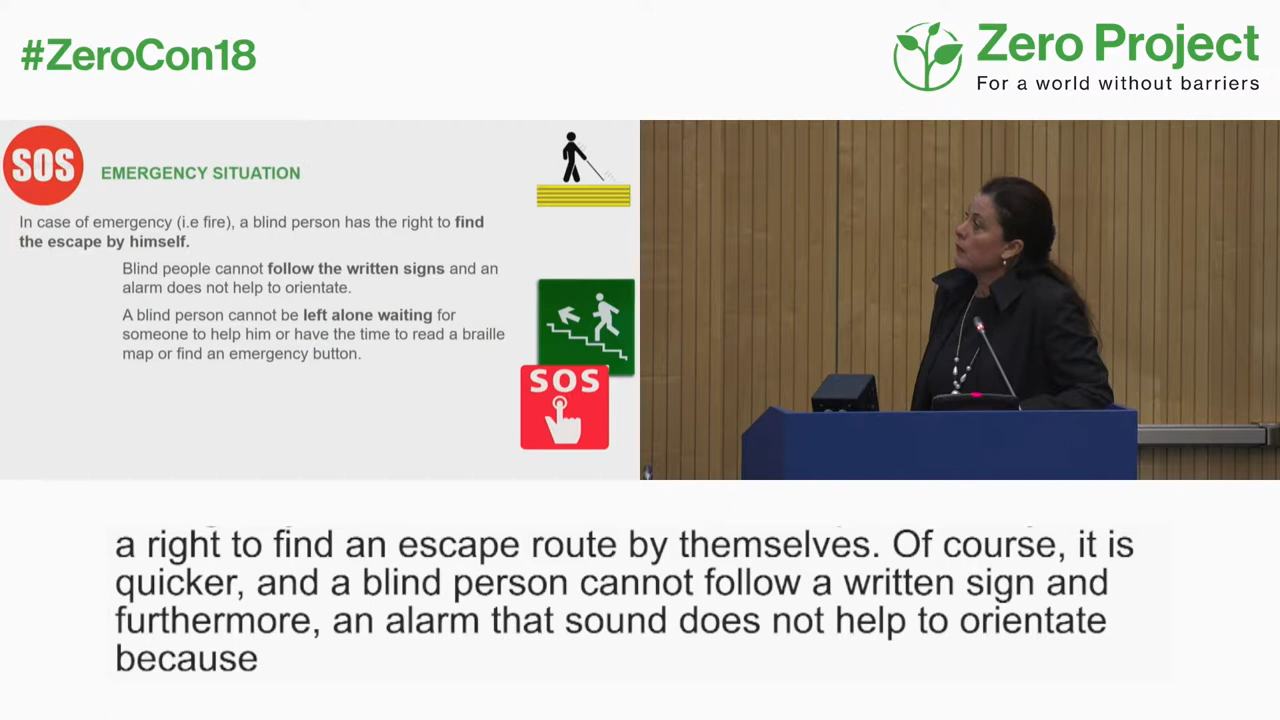 #ZeroCon18
Zero Project
For a world without barriers
SOS
EMERGENCY SITUATION
In case of emergency (i.e fire), a blind person has the right to find
the escape by himself.
Blind people cannot follow the written signs and an
alarm does not help to orientate.
A blind person cannot be left alone waiting for
someone to help him or have the time to read a braille
map or find an emergency button.
SOS
a right to find an escape route by themselves. Of course, it is
quicker, and a blind person cannot follow a written sign and
furthermore, an alarm that sound does not help to orientate
because